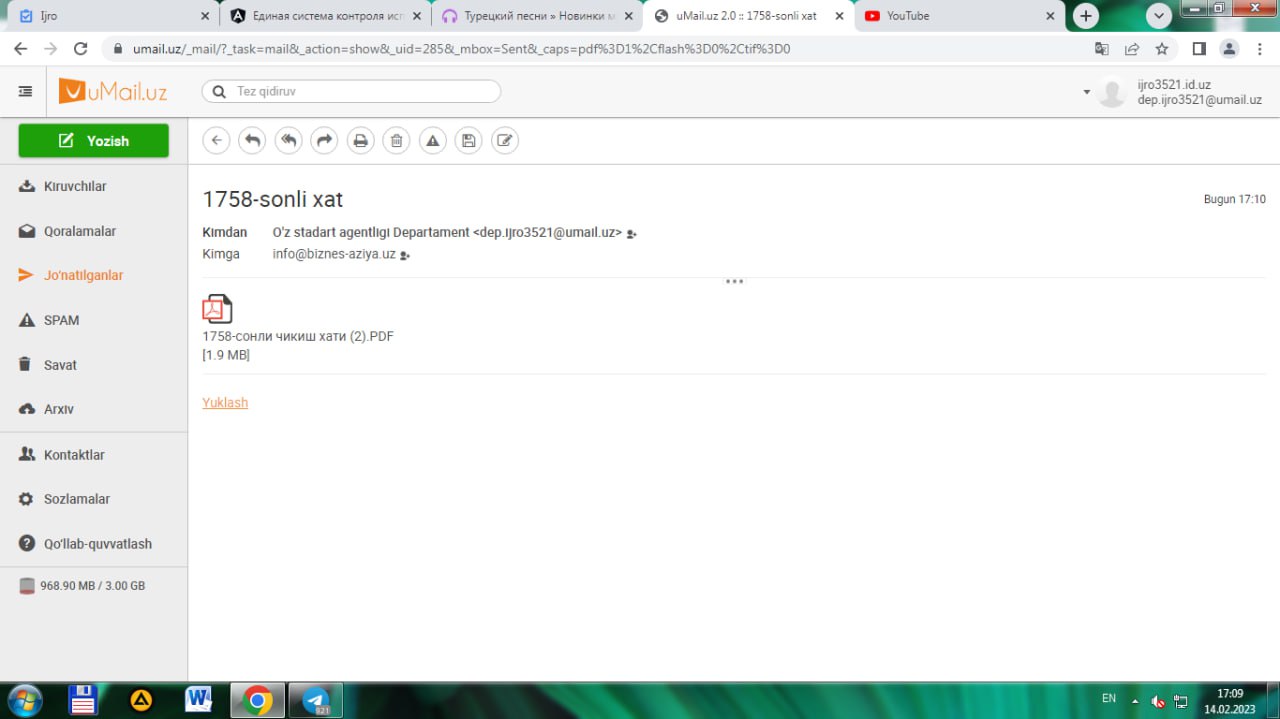 Ijro
Единая система контроля исп
Турецкий песни » Новинки м
uMail.uz 2.0 :: 1758-sonli xat
YouTube
umail.uz/_mail/?_task=mail&_action=show&_uid=285&_mbox=Sent&_caps=pdf%3D1%2Cflash%3D0%2Ctif%3D0
uMail.uz
Tez qidiruv
ijro3521.id.uz
dep.ijro3521@umail.uz
Yozish
Kiruvchilar
Qoralamalar
Jo'natilganlar
SPAM
Savat
Arxiv
Kontaktlar
Sozlamalar
Qo'llab-quvvatlash
968.90 MB / 3.00 GB
1758-sonli xat
Bugun 17:10
Kimdan O'z stadart agentligi Departament <dep.ijro3521@umail.uz>
Kimga info@biznes-aziya.uz
1758-сонли чикиш хати (2).PDF
[1.9 MB]
Yuklash
921
EN
17:09
14.02.2023